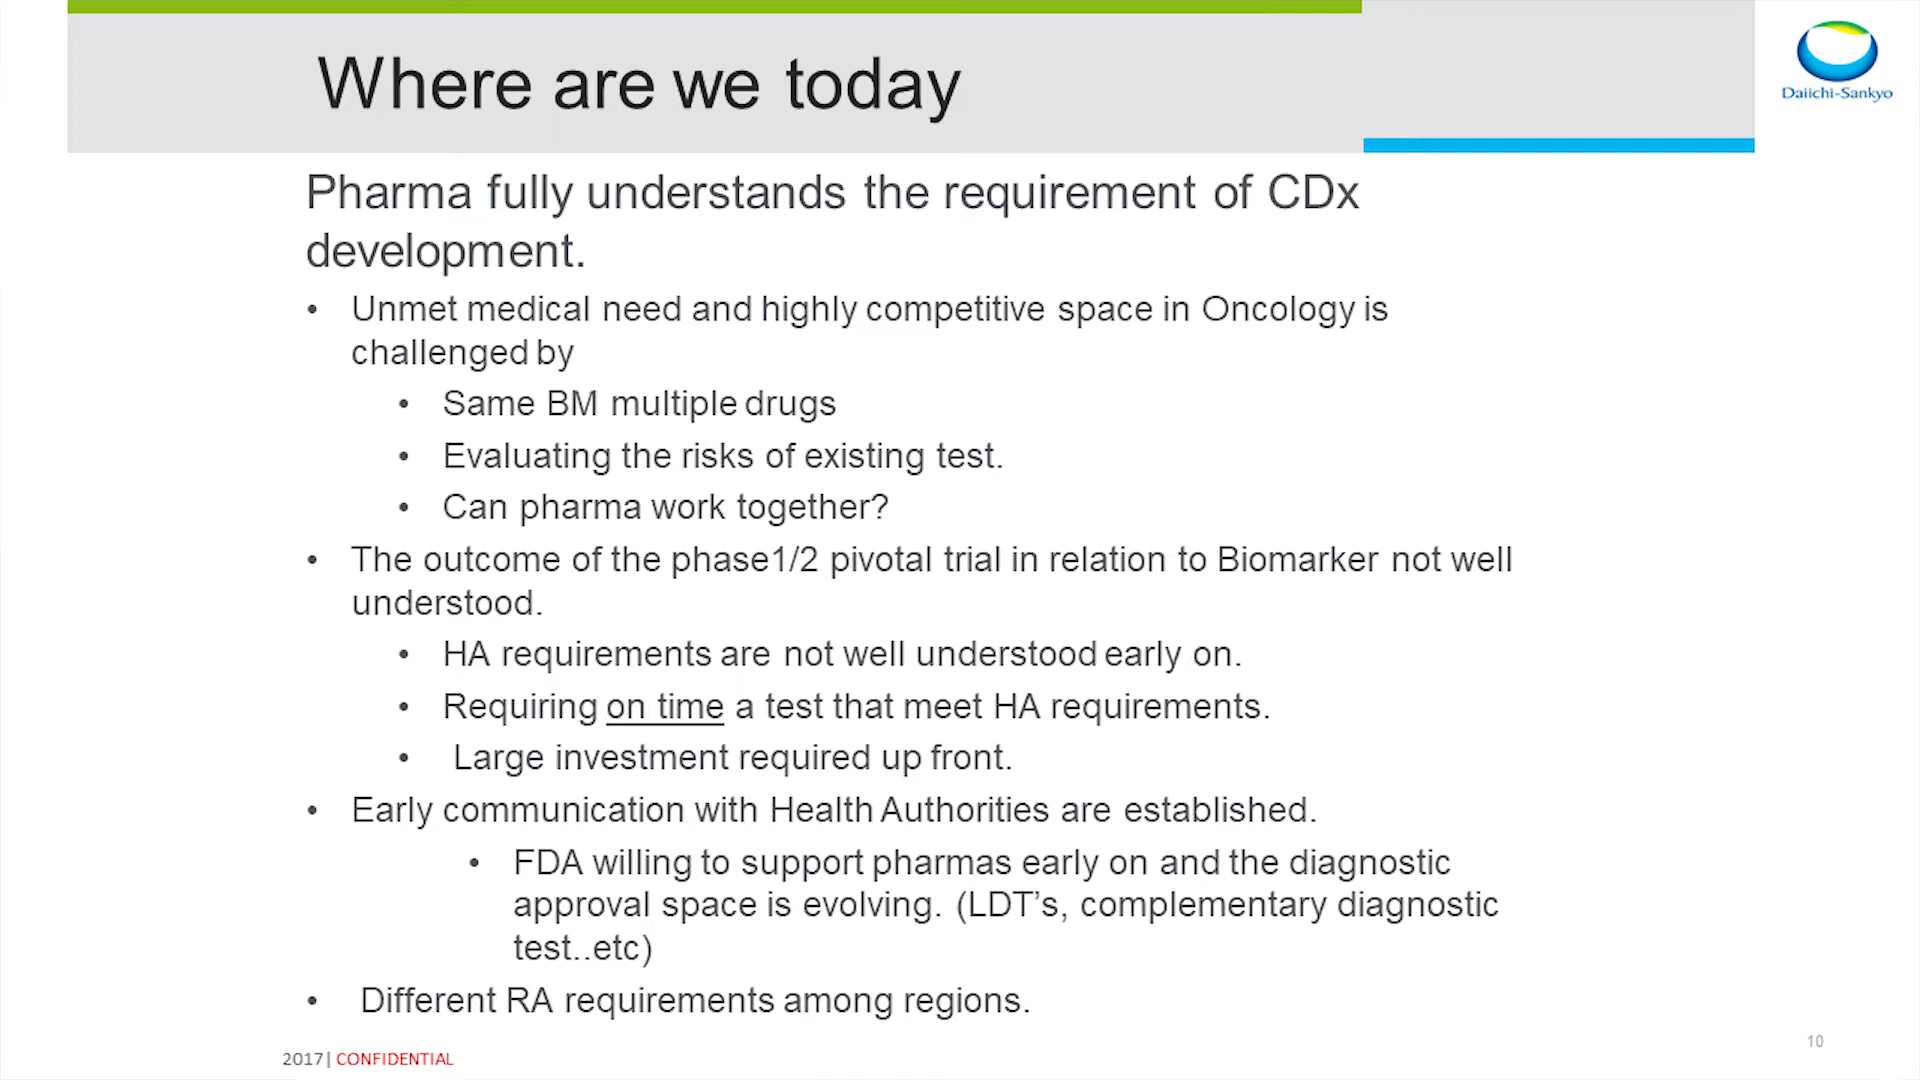 Where are we today
Daiichi-Sankyo
Pharma fully understands the requirement of CDx
development.
• Unmet medical need and highly competitive space in Oncology is
challenged by
• Same BM multiple drugs
• Evaluating the risks of existing test.
• Can pharma work together?
• The outcome of the phase1/2 pivotal trial in relation to Biomarker not well
understood.
• HA requirements are not well understood early on.
• Requiring on time a test that meet HA requirements.
• Large investment required up front.
• Early communication with Health Authorities are established.
• FDA willing to support pharmas early on and the diagnostic
approval space is evolving. (LDT’s, complementary diagnostic
test..etc)
• Different RA requirements among regions.
2017| CONFIDENTIAL
10